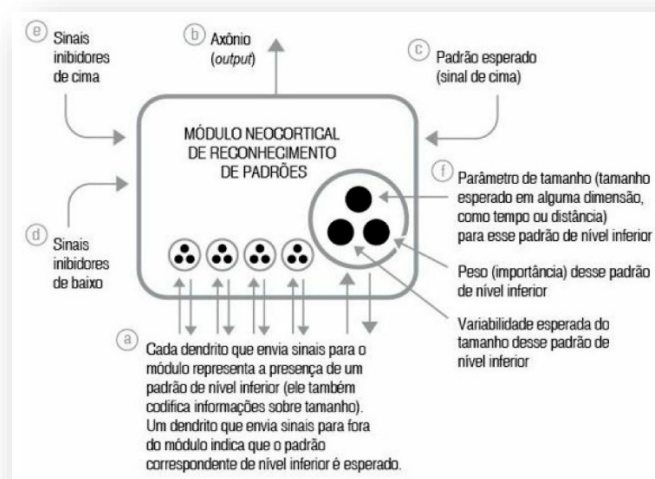 e Sinais
inibidores
de cima
b Axônio
(output)
c Padrão esperado
(sinal de cima)
MÓDULO NEOCORTICAL
DE RECONHECIMENTO
DE PADRÕES
f Parâmetro de tamanho (tamanho
esperado em alguma dimensão,
como tempo ou distância)
para esse padrão de nível inferior
Peso (importância) desse padrão
de nível inferior
Variabilidade esperada do
tamanho desse padrão de
nível inferior
d Sinais
inibidores
de baixo
a Cada dendrito que envia sinais para o
módulo representa a presença de um
padrão de nível inferior (ele também
codifica informações sobre tamanho).
Um dendrito que envia sinais para fora
do módulo indica que o padrão
correspondente de nível inferior é esperado.